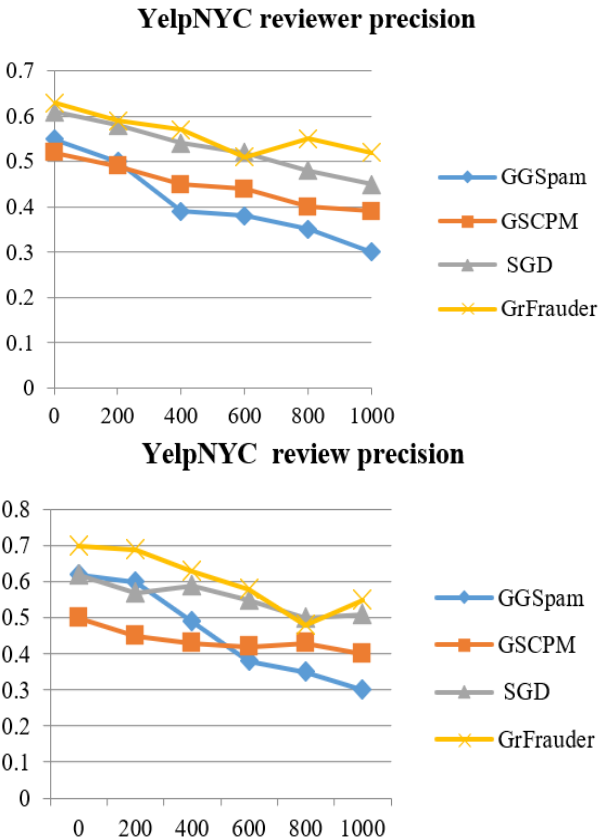 YelpNYC reviewer precision
0.7
0.6
0.5
0.4
0.3
0.2
0.1
0
0 200 400 600 800 1000
GGSpam
GSCPM
SGD
GrFrauder
YelpNYC review precision
0.8
0.7
0.6
0.5
0.4
0.3
0.2
0.1
0
0 200 400 600 800 1000
GGSpam
GSCPM
SGD
GrFrauder